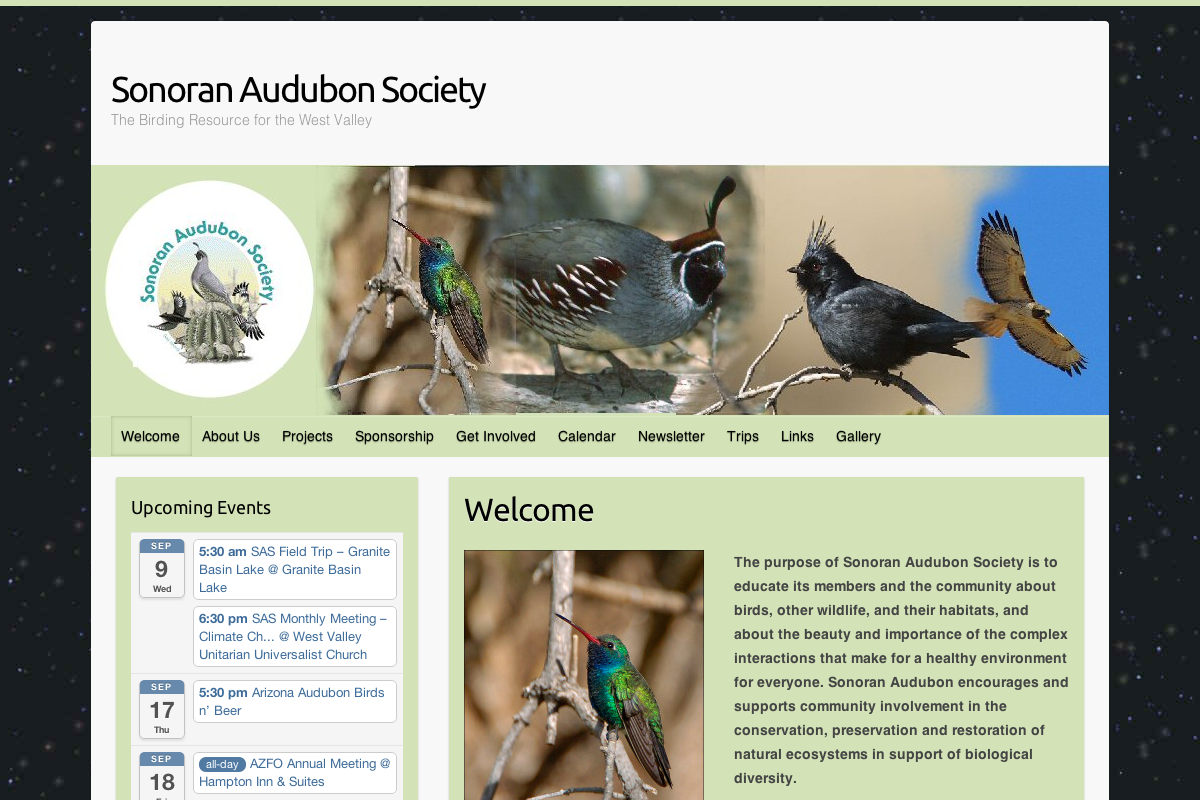 Sonoran Audubon Society
The Birding Resource for the West Valley
Sonoran Audubon Society
Welcome
About Us
Projects
Sponsorship
Get Involved
Calendar
Newsletter
Trips
Links
Gallery
Upcoming Events
SEP
9
Wed
5:30 am SAS Field Trip – Granite
Basin Lake @ Granite Basin
Lake
6:30 pm SAS Monthly Meeting –
Climate Ch... @ West Valley
Unitarian Universalist Church
SEP
17
Thu
5:30 pm Arizona Audubon Birds
n’ Beer
SEP
18
all-day AZFO Annual Meeting @
Hampton Inn & Suites
Welcome
The purpose of Sonoran Audubon Society is to
educate its members and the community about
birds, other wildlife, and their habitats, and
about the beauty and importance of the complex
interactions that make for a healthy environment
for everyone. Sonoran Audubon encourages and
supports community involvement in the
conservation, preservation and restoration of
natural ecosystems in support of biological
diversity.